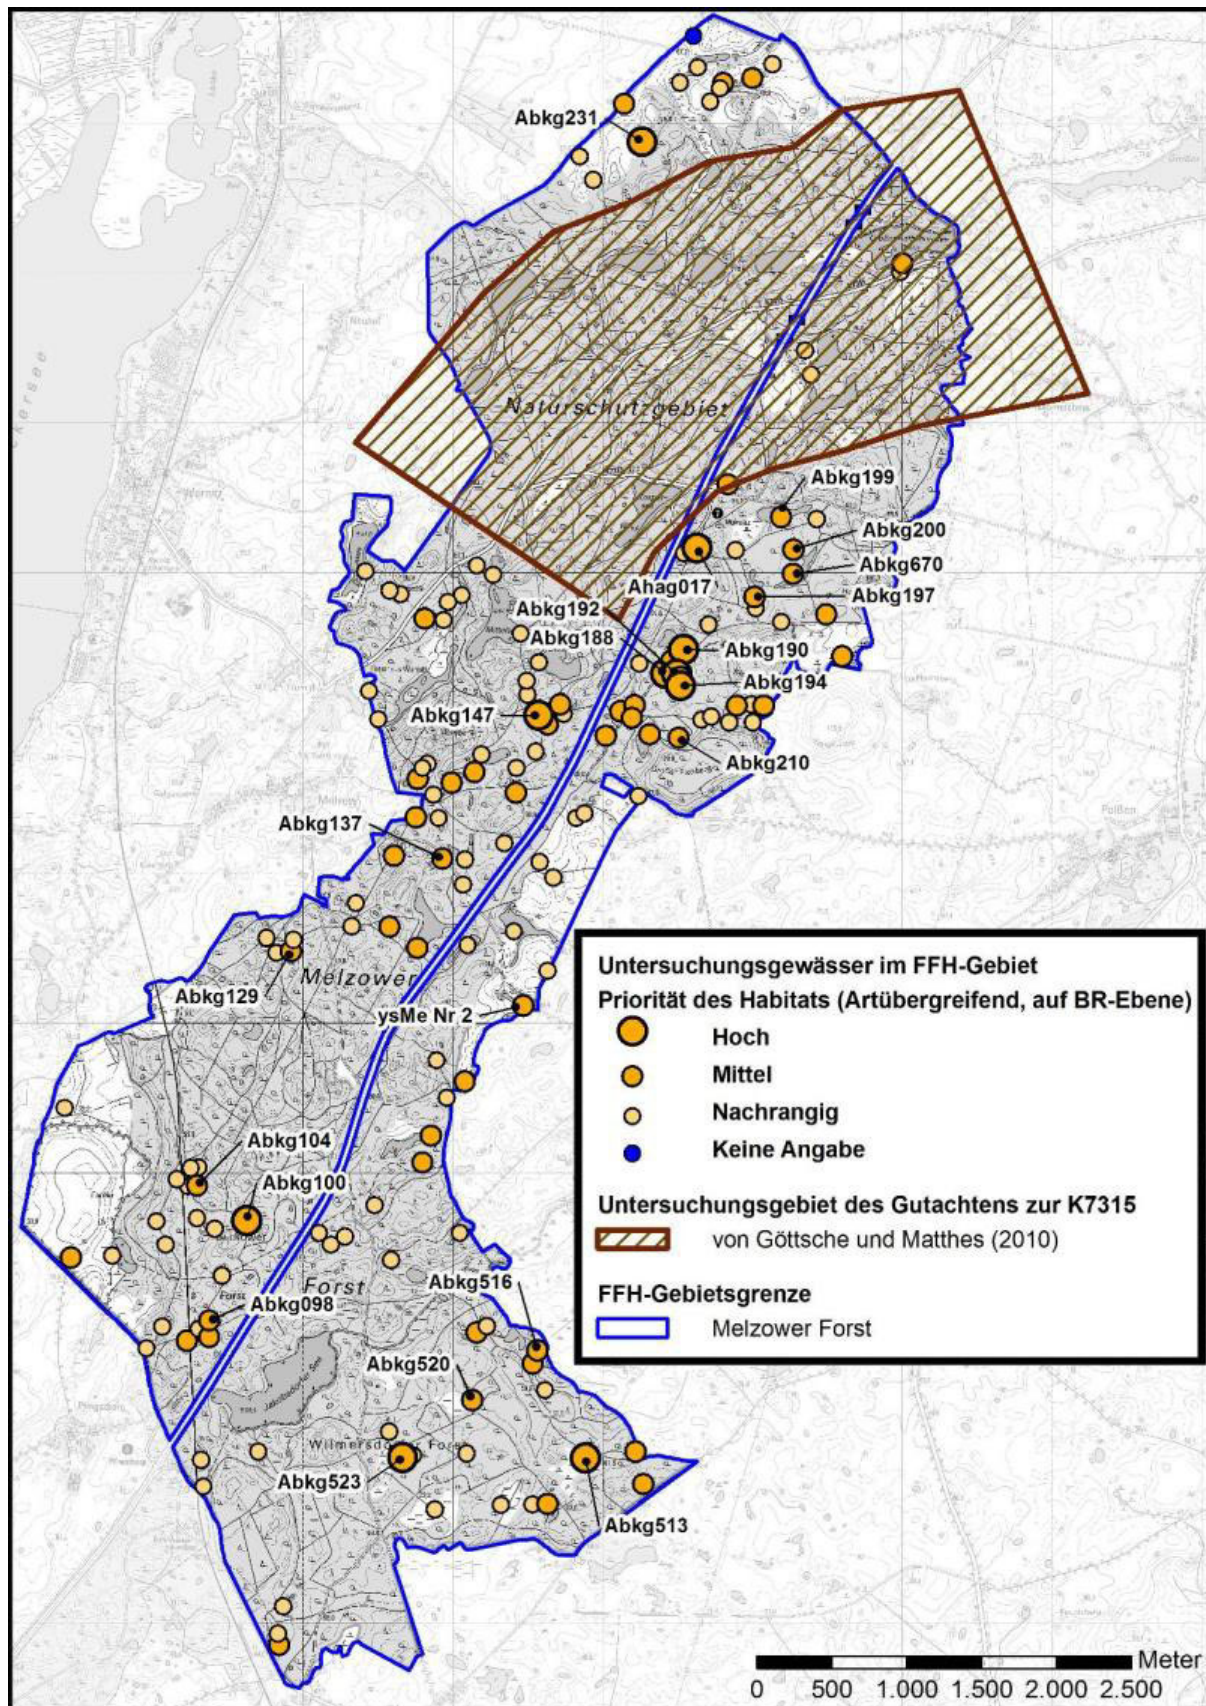 Abkg231
Naturschutzgebiet
Abkg199
Abkg200
Abkg670
Ahag017
Abkg197
Abkg192
Abkg188
Abkg190
Abkg194
Abkg147
Abkg210
Abkg137
Abkg129
Melzower
ysMe Nr 2
Abkg104
Abkg100
Forst
Abkg098
Abkg516
Abkg520
Wilmersdorfer Forst
Abkg523
Abkg513
Untersuchungsgewässer im FFH-Gebiet
Priorität des Habitats (Artübergreifend, auf BR-Ebene)
Hoch
Mittel
Nachrangig
Keine Angabe
Untersuchungsgebiet des Gutachtens zur K7315
von Göttsche und Matthes (2010)
FFH-Gebietsgrenze
Melzower Forst
Meter
0 500 1.000 1.500 2.000 2.500